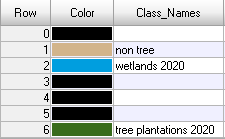 Row Color Class_Names
0
1 non tree
2 wetlands 2020
3
4
5
6 tree plantations 2020